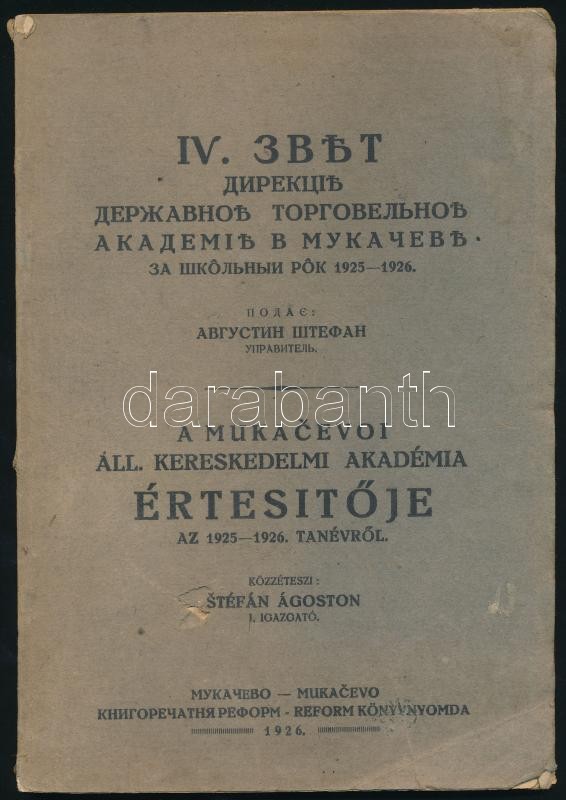 IV. ЗВѢТ
ДИРЕКЦІѢ
ДЕРЖАВНОѢ ТОРГОВЕЛЬНОѢ
АКАДЕМІѢ В МУКАЧЕВѢ
ЗА ШКÔЛЬНЫИ РÔК 1925—1926.
ПОДАЄ:
АВГУСТИН ШТЕФАН
УПРАВИТЕЛЬ.
darabanth
A MUKAČEVOI
ÁLL. KERESKEDELMI AKADÉMIA
ÉRTESITŐJE
AZ 1925—1926. TANÉVRŐL.
KÖZZÉTESZI:
ŠTÉFÁN ÁGOSTON
I. IGAZGATÓ.
МУКАЧЕВО — MUKAČEVO
КНИГОРЕЧАТНЯ РЕФОРМ - REFORM KÖNYVNYOMDA
1926.